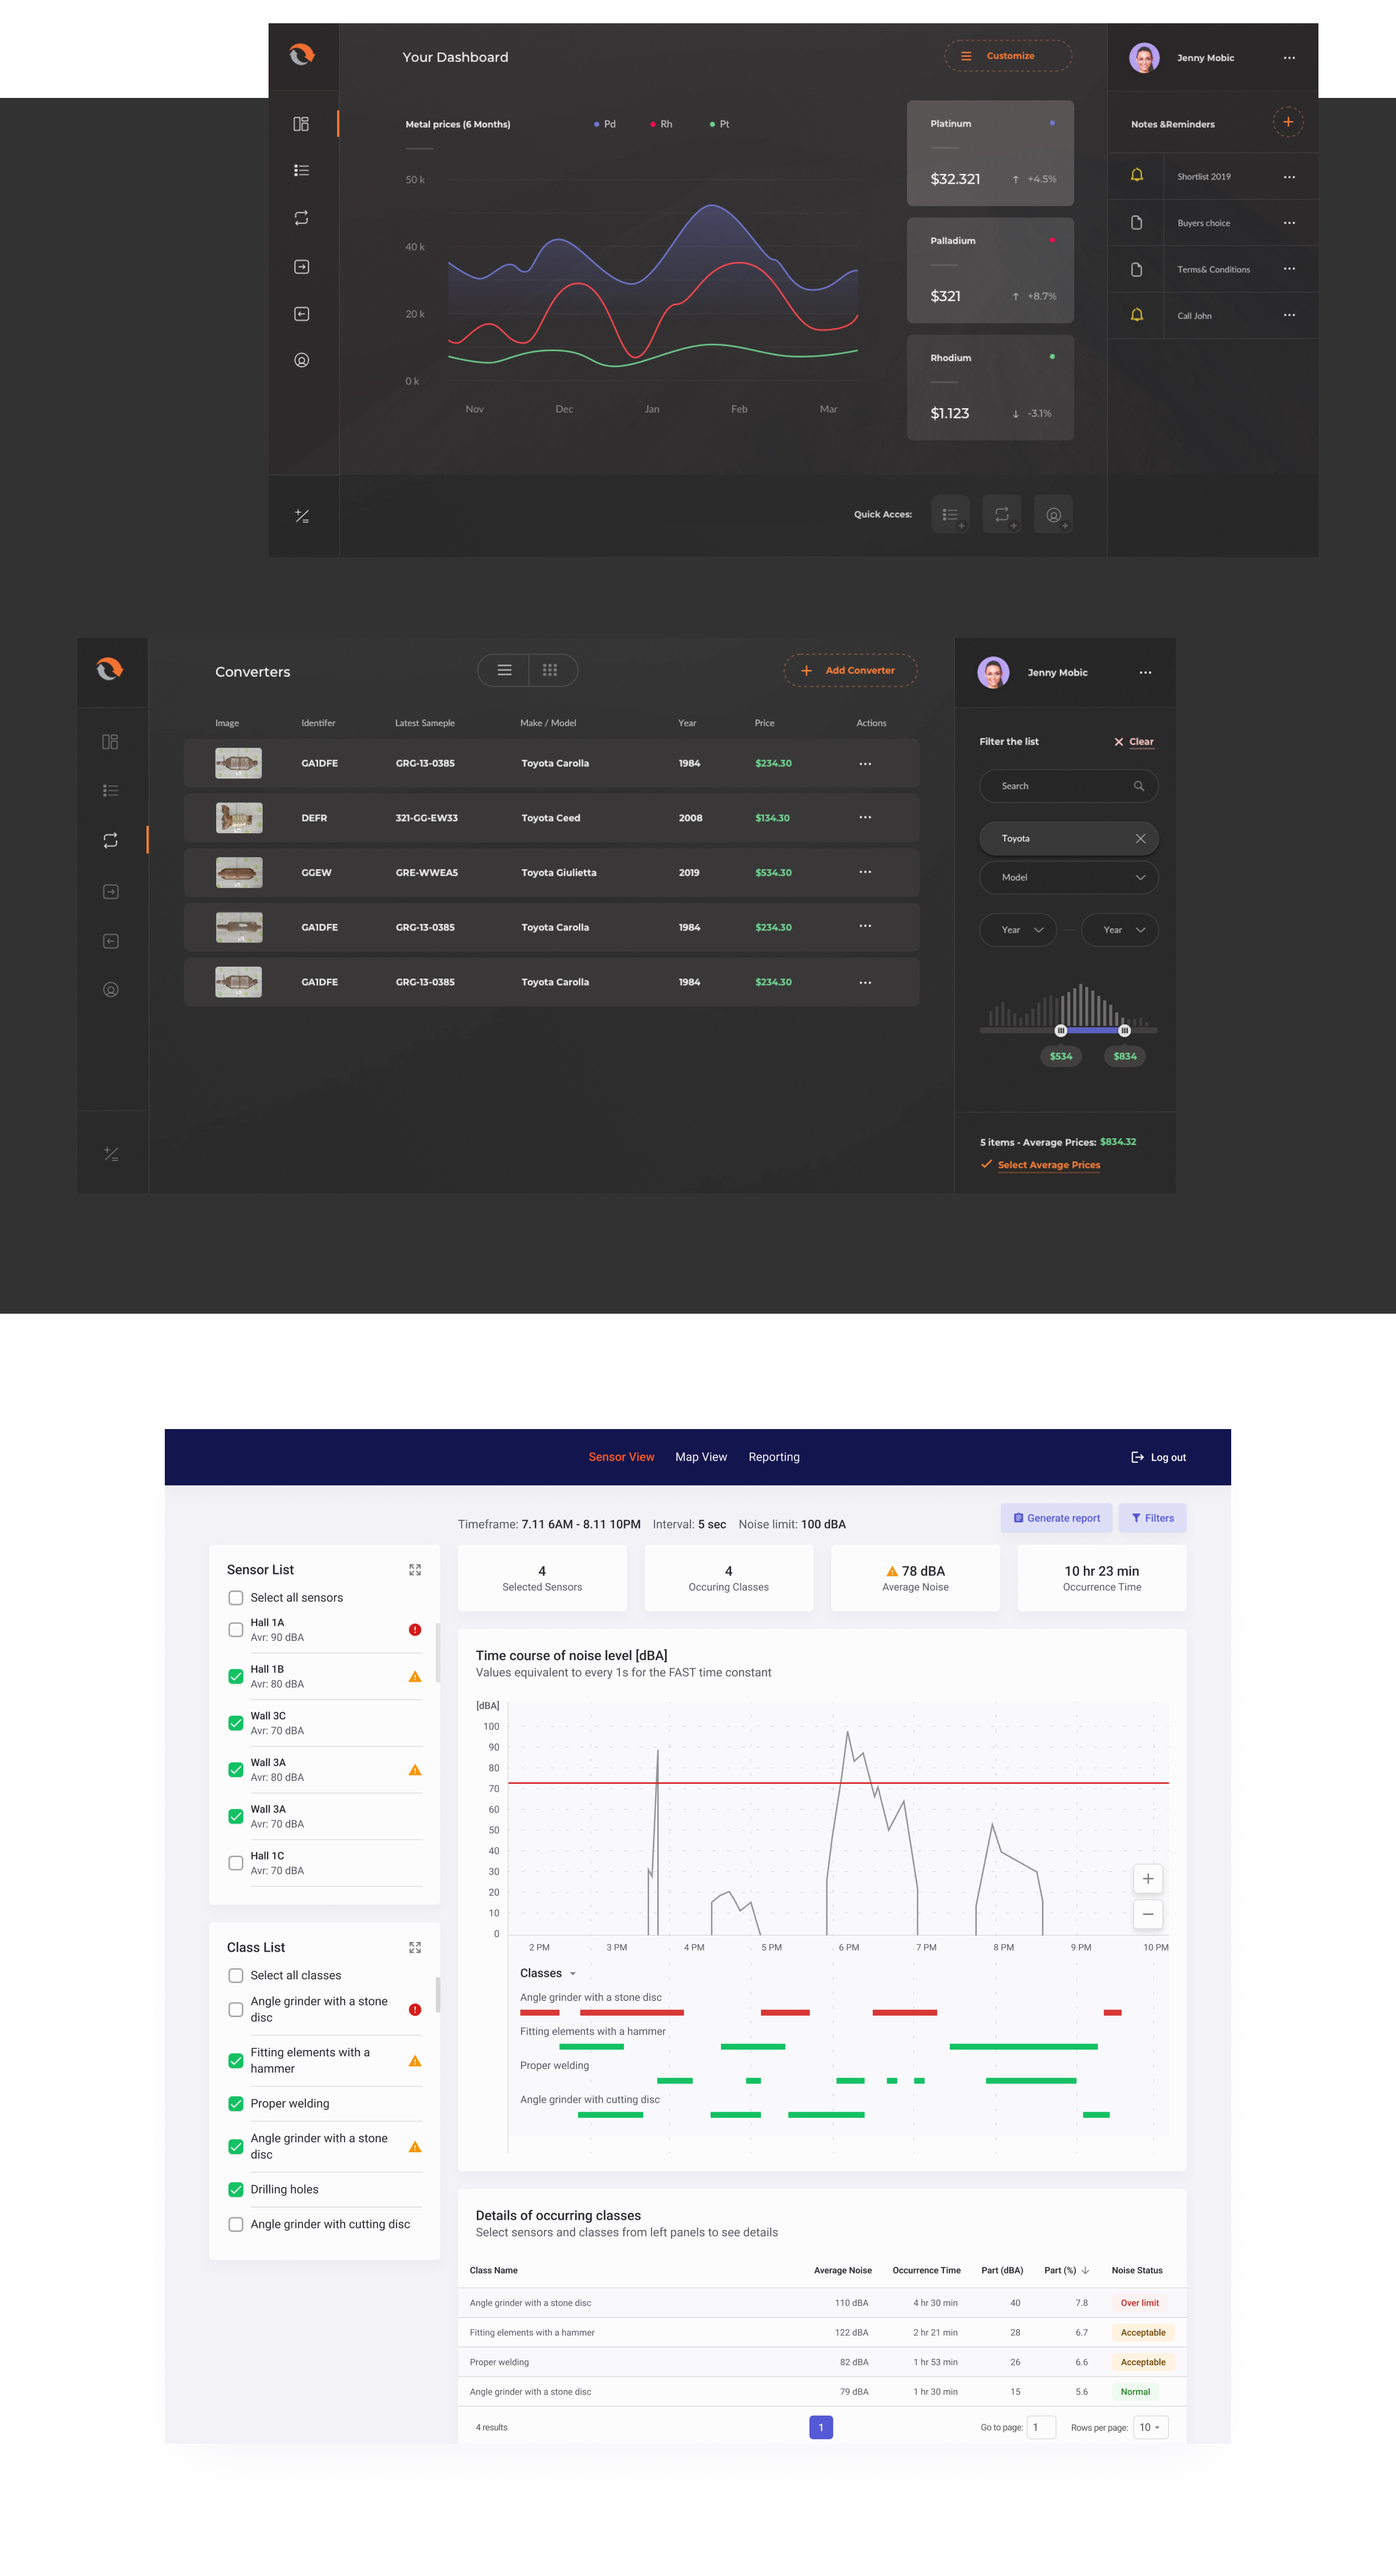 Your Dashboard
Customize
Jenny Mobic
Metal prices (6 Months)
Pd
Rh
Pt
50 k
40 k
20 k
0 k
Nov
Dec
Jan
Feb
Mar
Platinum
$32.321
+4.5%
Palladium
$321
+8.7%
Rhodium
$1.123
-3.1%
Notes &Reminders
Shortlist 2019
Buyers choice
Terms& Conditions
Call John
Quick Acces:
Converters
Add Converter
Jenny Mobic
Image Identifer Latest Sameple Make / Model Year Price Actions
GA1DFE GRG-13-0385 Toyota Carolla 1984 $234.30
DEFR 321-GG-EW33 Toyota Ceed 2008 $134.30
GGEW GRE-WWEA5 Toyota Giulietta 2019 $534.30
GA1DFE GRG-13-0385 Toyota Carolla 1984 $234.30
GA1DFE GRG-13-0385 Toyota Carolla 1984 $234.30
Filter the list
Clear
Search
Toyota
Model
Year
Year
$534
$834
5 items - Average Prices: $834.32
Select Average Prices
Sensor View
Map View
Reporting
Log out
Timeframe: 7.11 6AM - 8.11 10PM Interval: 5 sec Noise limit: 100 dBA
Generate report
Filters
Sensor List
Select all sensors
Hall 1A
Avr: 90 dBA
Hall 1B
Avr: 80 dBA
Wall 3C
Avr: 70 dBA
Wall 3A
Avr: 80 dBA
Wall 3A
Avr: 70 dBA
Hall 1C
Avr: 70 dBA
Class List
Select all classes
Angle grinder with a stone
disc
Fitting elements with a
hammer
Proper welding
Angle grinder with a stone
disc
Drilling holes
Angle grinder with cutting disc
4
Selected Sensors
4
Occuring Classes
78 dBA
Average Noise
10 hr 23 min
Occurrence Time
Time course of noise level [dBA]
Values equivalent to every 1s for the FAST time constant
[dBA]
100
90
80
70
60
50
40
30
20
10
0
2 PM
3 PM
4 PM
5 PM
6 PM
7 PM
8 PM
9 PM
10 PM
Classes
Angle grinder with a stone disc
Fitting elements with a hammer
Proper welding
Angle grinder with cutting disc
Details of occurring classes
Select sensors and classes from left panels to see details
Class Name Average Noise Occurrence Time Part (dBA) Part (%) Noise Status
Angle grinder with a stone disc 110 dBA 4 hr 30 min 40 7.8 Over limit
Fitting elements with a hammer 122 dBA 2 hr 21 min 28 6.7 Acceptable
Proper welding 82 dBA 1 hr 53 min 26 6.6 Acceptable
Angle grinder with a stone disc 79 dBA 1 hr 30 min 15 5.6 Normal
4 results
1
Go to page: 1
Rows per page: 10